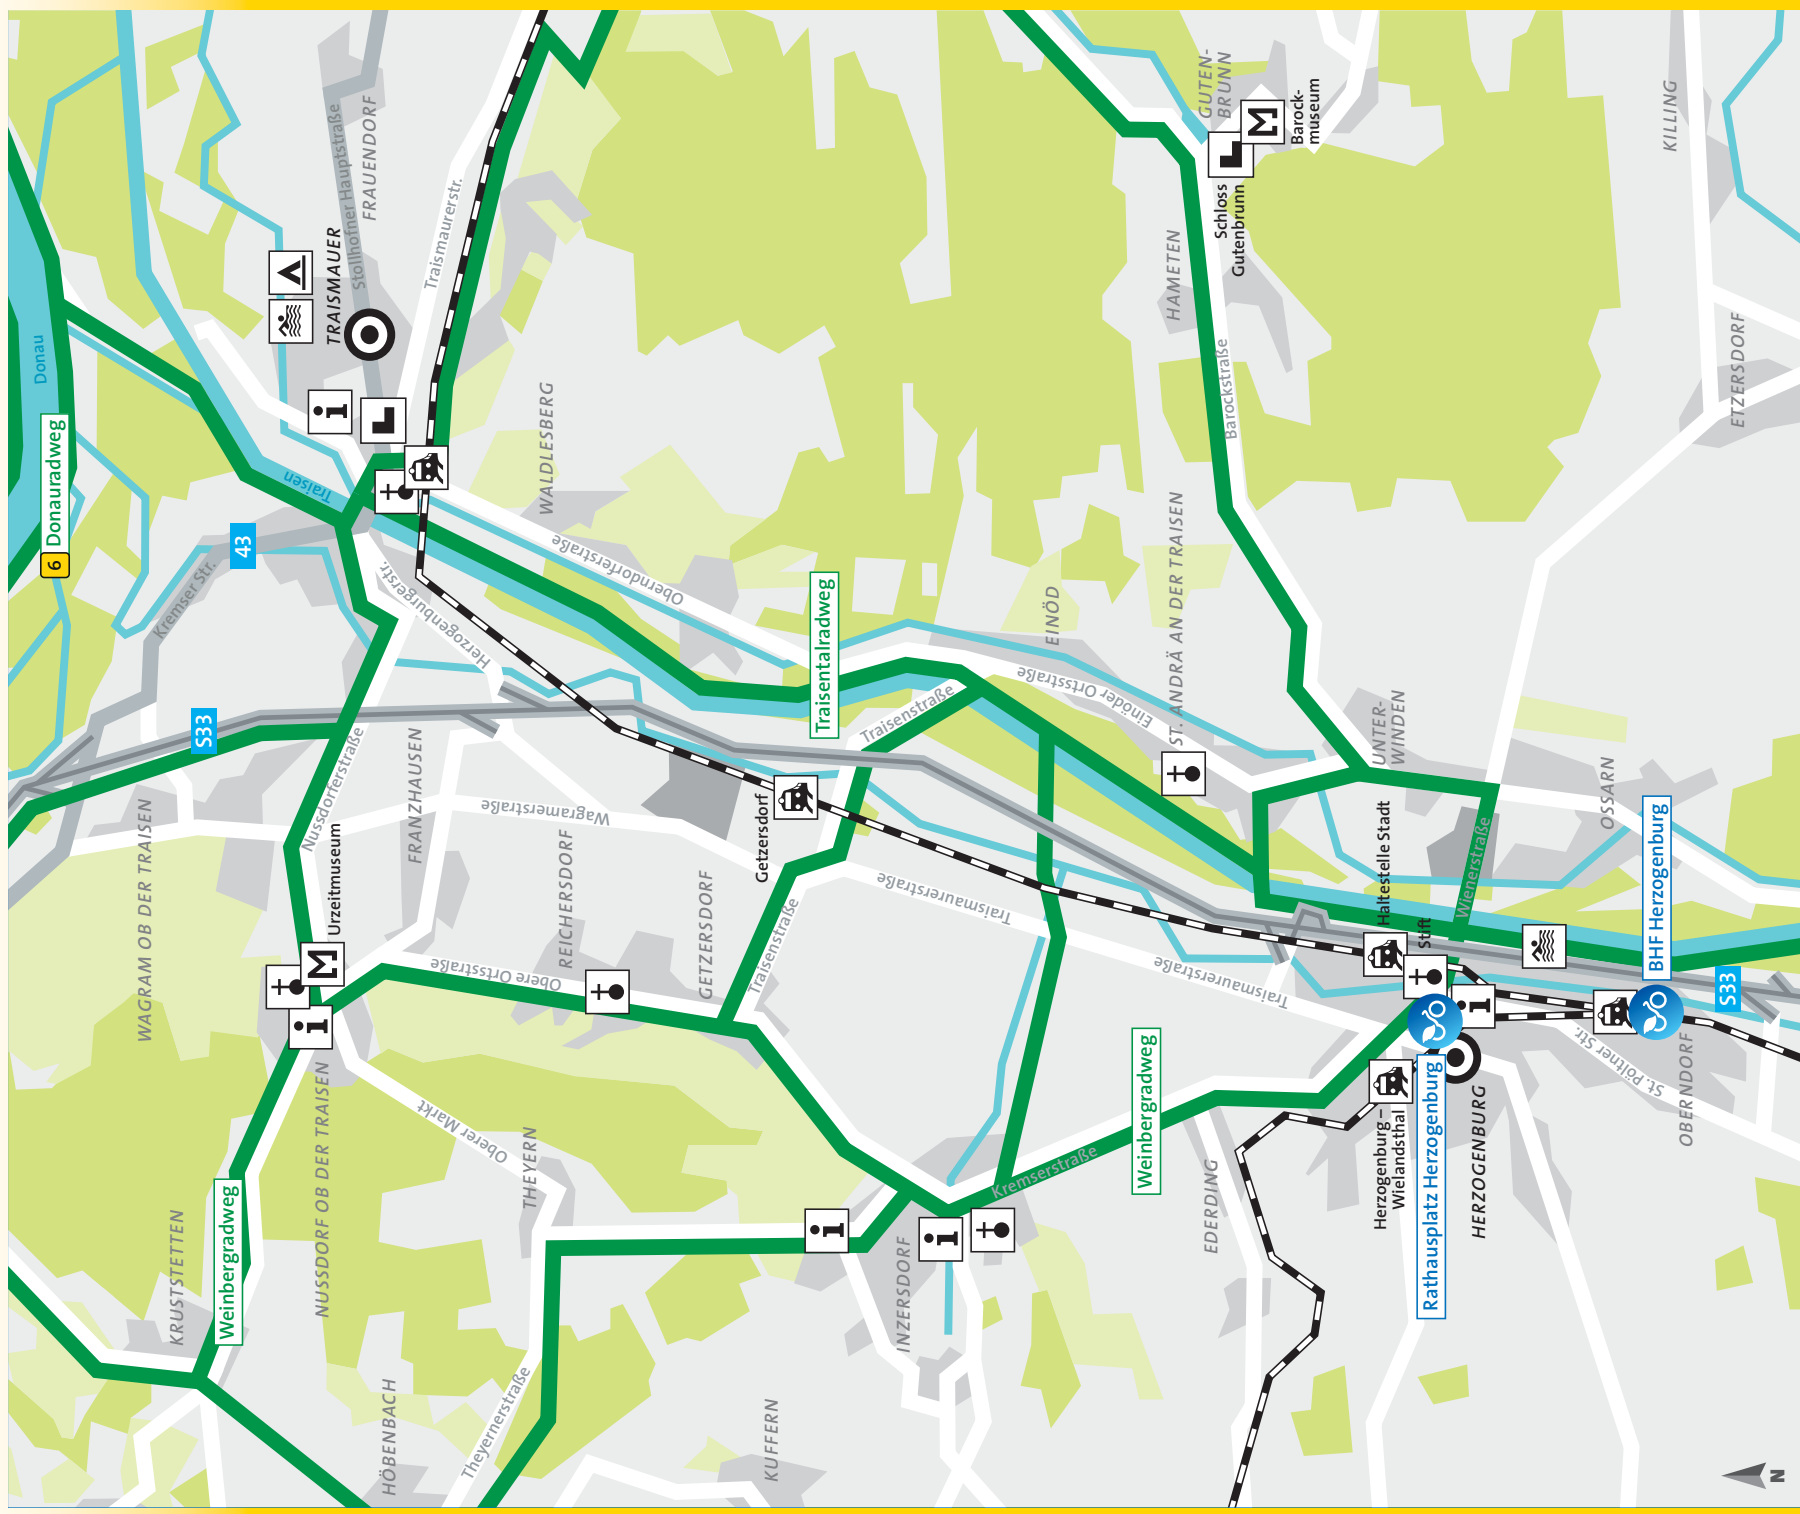 Donau
6
Donauradweg
Traisen
43
Kremser Str.
Stollhofner Hauptstraße
FRAUENDORF
TRAISMAUER
Traismaurerstr.
WALDLESBERG
Oberndorferstraße
Herzogenburgerstr.
S33
Nussdorferstraße
FRANZHAUSEN
WAGRAM OB DER TRAISEN
Urzeitmuseum
Wagramerstraße
REICHERSDORF
Obere Ortsstraße
GETZERSDORF
Getzersdorf
Traisenstraße
Traisenstraße
Traisentalradweg
EINÖD
Einöder Ortsstraße
ST. ANDRÄ AN DER TRAISEN
Traismaurerstraße
Traismaurerstraße
HAMETEN
Barockstraße
GUTEN-
BRUNN
Schloss
Gutenbrunn
Barock-
museum
KILLING
ETZERSDORF
UNTER-
WINDEN
OSSARN
Wienerstraße
Haltestelle Stadt
Stift
BHF Herzogenburg
S33
St. Pöltner Str.
OBERNDORF
HERZOGENBURG
Rathausplatz Herzogenburg
Herzogenburg –
Wielandsthal
Weinbergradweg
EDERDING
Kremserstraße
INZERSDORF
KUFFERN
THEYERN
Oberer Markt
Theyernerstraße
HÖBENBACH
NUSSDORF OB DER TRAISEN
Weinbergradweg
KRUSTSTETTEN
N